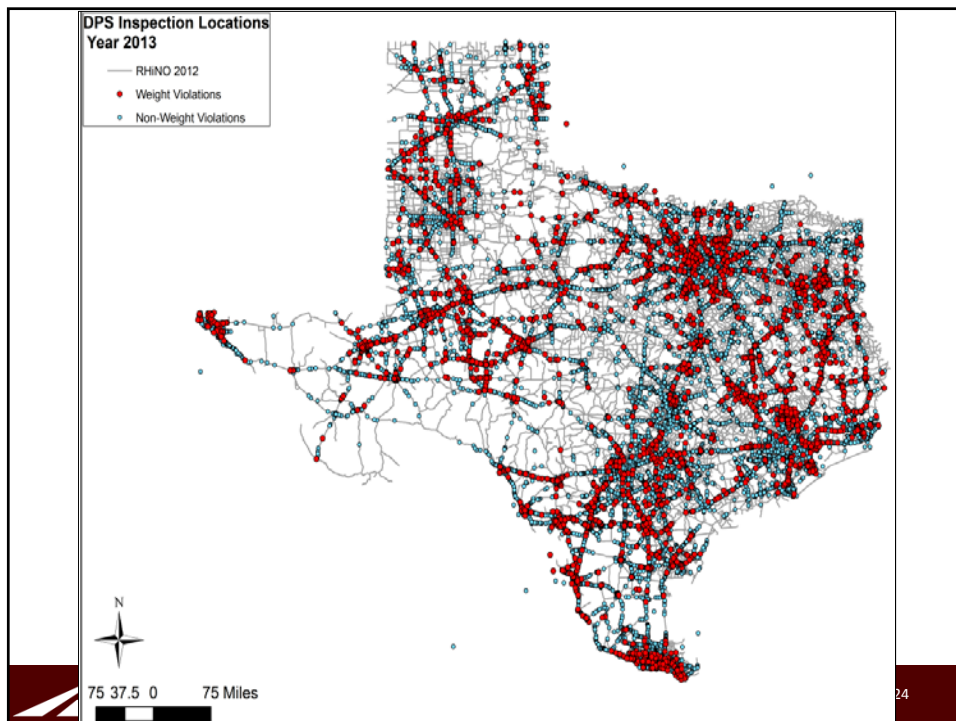 DPS Inspection Locations
Year 2013
RHiNO 2012
Weight Violations
Non-Weight Violations
N
75 37.5 0 75 Miles
24